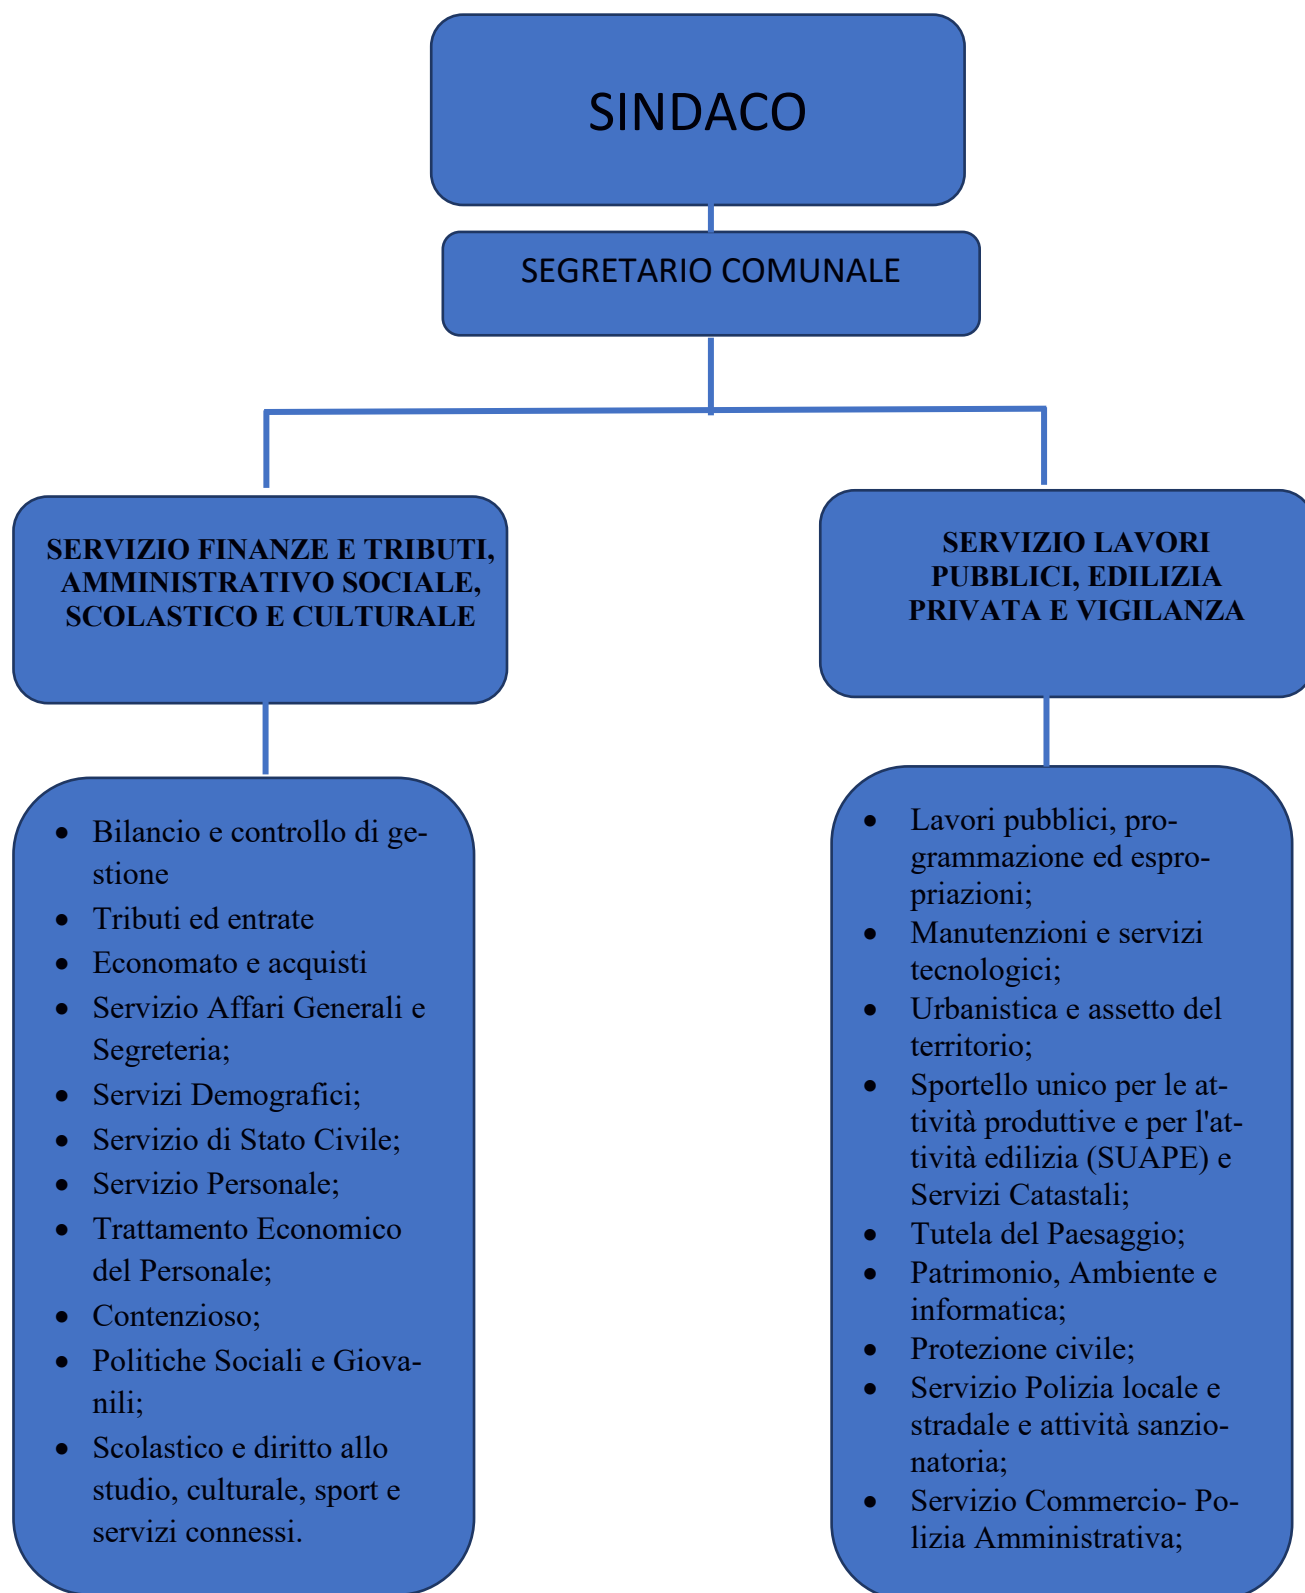 SINDACO
SEGRETARIO COMUNALE
SERVIZIO FINANZE E TRIBUTI,
AMMINISTRATIVO SOCIALE,
SCOLASTICO E CULTURALE
SERVIZIO LAVORI
PUBBLICI, EDILIZIA
PRIVATA E VIGILANZA
• Bilancio e controllo di ge-
stione
• Tributi ed entrate
• Economato e acquisti
• Servizio Affari Generali e
Segreteria;
• Servizi Demografici;
• Servizio di Stato Civile;
• Servizio Personale;
• Trattamento Economico
del Personale;
• Contenzioso;
• Politiche Sociali e Giova-
nili;
• Scolastico e diritto allo
studio, culturale, sport e
servizi connessi.
• Lavori pubblici, pro-
grammazione ed espro-
priazioni;
• Manutenzioni e servizi
tecnologici;
• Urbanistica e assetto del
territorio;
• Sportello unico per le at-
tività produttive e per l'at-
tività edilizia (SUAPE) e
Servizi Catastali;
• Tutela del Paesaggio;
• Patrimonio, Ambiente e
informatica;
• Protezione civile;
• Servizio Polizia locale e
stradale e attività sanzio-
natoria;
• Servizio Commercio- Po-
lizia Amministrativa;